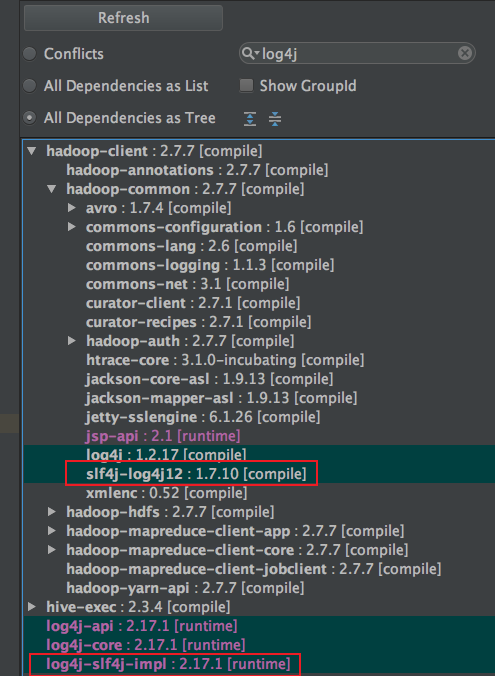 Refresh
Conflicts
log4j
All Dependencies as List
Show GroupId
All Dependencies as Tree
hadoop-client : 2.7.7 [compile]
hadoop-annotations : 2.7.7 [compile]
hadoop-common : 2.7.7 [compile]
avro : 1.7.4 [compile]
commons-configuration : 1.6 [compile]
commons-lang : 2.6 [compile]
commons-logging : 1.1.3 [compile]
commons-net : 3.1 [compile]
curator-client : 2.7.1 [compile]
curator-recipes : 2.7.1 [compile]
hadoop-auth : 2.7.7 [compile]
htrace-core : 3.1.0-incubating [compile]
jackson-core-asl : 1.9.13 [compile]
jackson-mapper-asl : 1.9.13 [compile]
jetty-sslengine : 6.1.26 [compile]
jsp-api : 2.1 [runtime]
log4j : 1.2.17 [compile]
slf4j-log4j12 : 1.7.10 [compile]
xmlenc : 0.52 [compile]
hadoop-hdfs : 2.7.7 [compile]
hadoop-mapreduce-client-app : 2.7.7 [compile]
hadoop-mapreduce-client-core : 2.7.7 [compile]
hadoop-mapreduce-client-jobclient : 2.7.7 [compile]
hadoop-yarn-api : 2.7.7 [compile]
hive-exec : 2.3.4 [compile]
log4j-api : 2.17.1 [runtime]
log4j-core : 2.17.1 [runtime]
log4j-slf4j-impl : 2.17.1 [runtime]